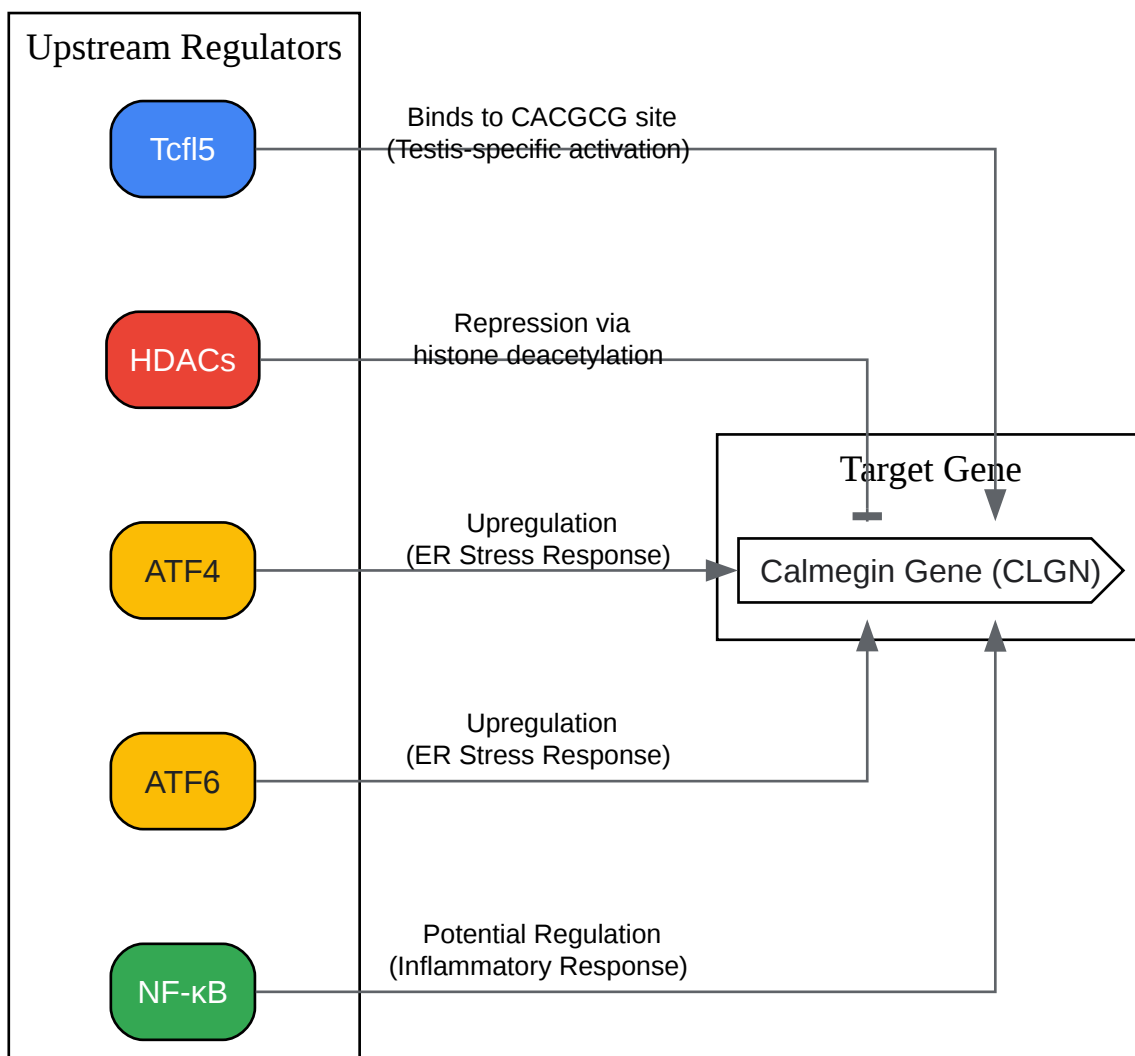 Upstream Regulators
Tcfl5
Binds to CACGCG site
(Testis-specific activation)
HDACs
Repression via
histone deacetylation
Target Gene
ATF4
Upregulation
(ER Stress Response)
Calmegin Gene (CLGN)
ATF6
Upregulation
(ER Stress Response)
NF-κB
Potential Regulation
(Inflammatory Response)